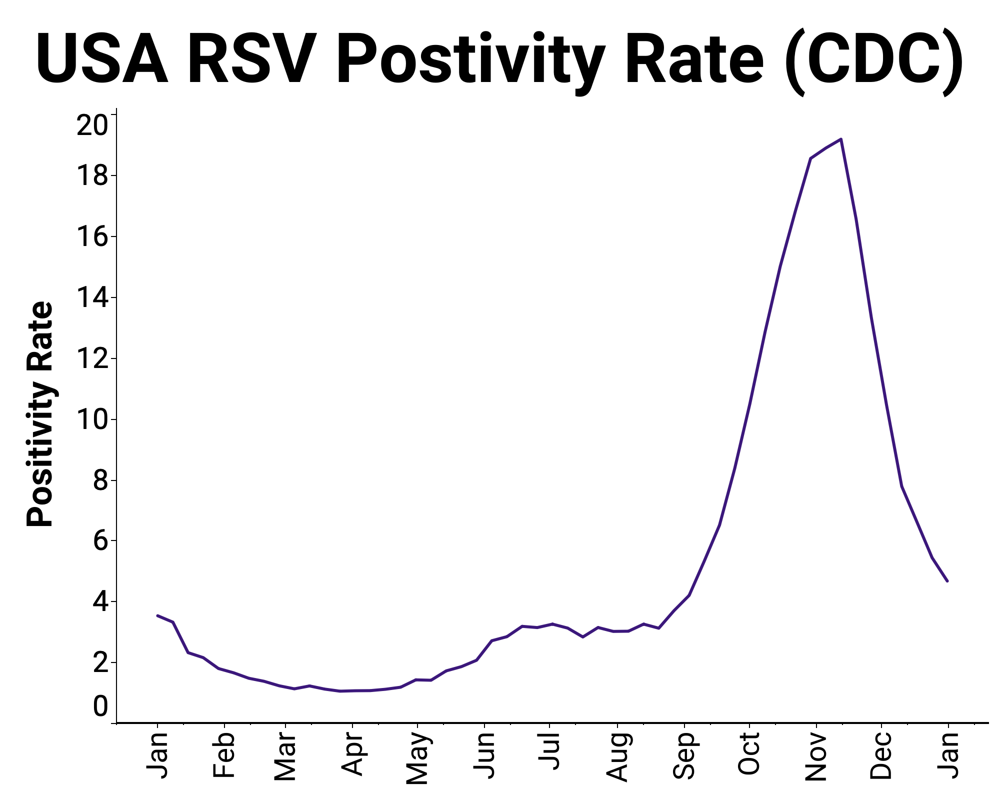 USA RSV Postivity Rate (CDC)
Positivity Rate
20
18
16
14
12
10
8
6
4
2
0
Jan
Feb
Mar
Apr
May
Jun
Jul
Aug
Sep
Oct
Nov
Dec
Jan